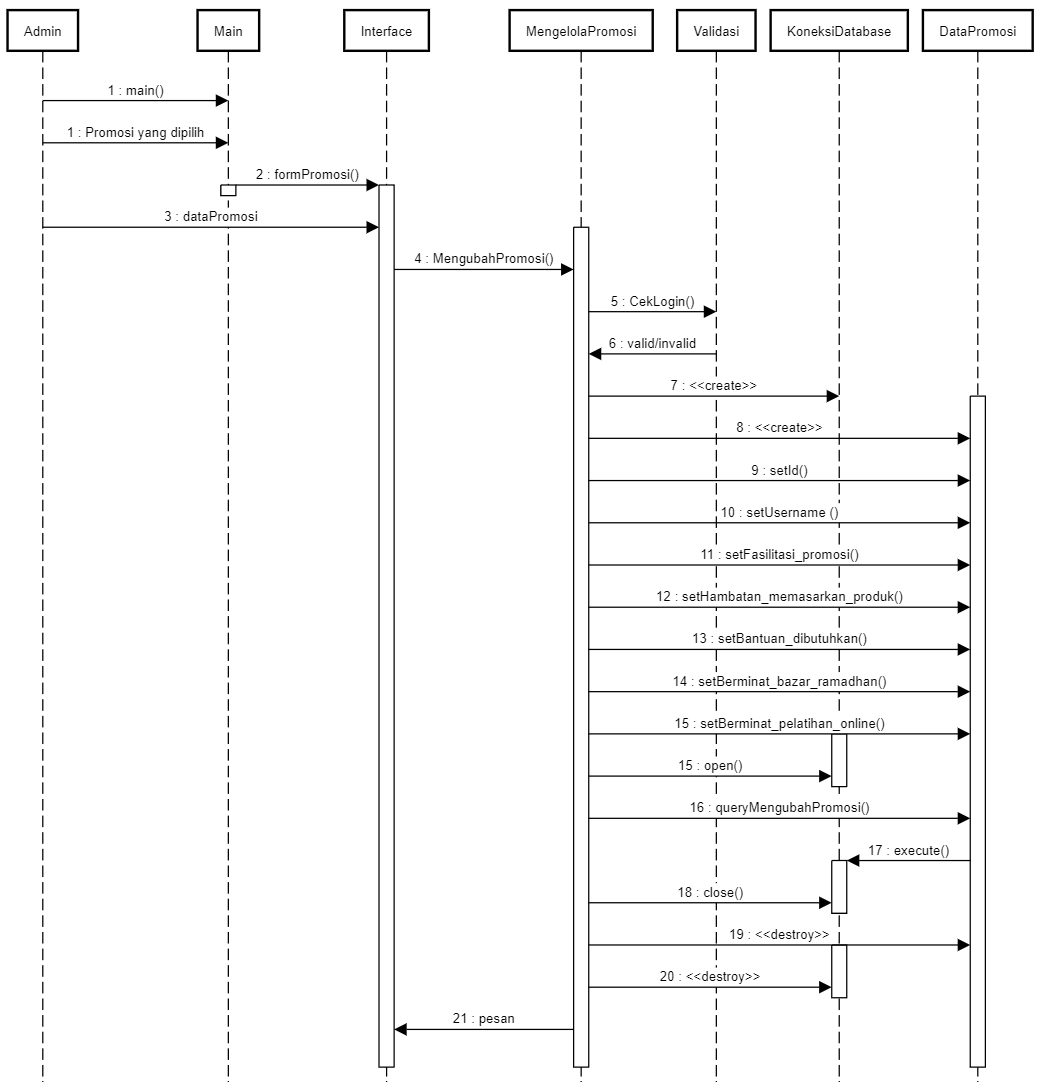 Admin
Main
Interface
MengelolaPromosi
Validasi
KoneksiDatabase
DataPromosi
1 : main()
1 : Promosi yang dipilih
2 : formPromosi()
3 : dataPromosi
4 : MengubahPromosi()
5 : CekLogin()
6 : valid/invalid
7 : <<create>>
8 : <<create>>
9 : setId()
10 : setUsername ()
11 : setFasilitasi_promosi()
12 : setHambatan_memasarkan_produk()
13 : setBantuan_dibutuhkan()
14 : setBerminat_bazar_ramadhan()
15 : setBerminat_pelatihan_online()
15 : open()
16 : queryMengubahPromosi()
17 : execute()
18 : close()
19 : <<destroy>>
20 : <<destroy>>
21 : pesan